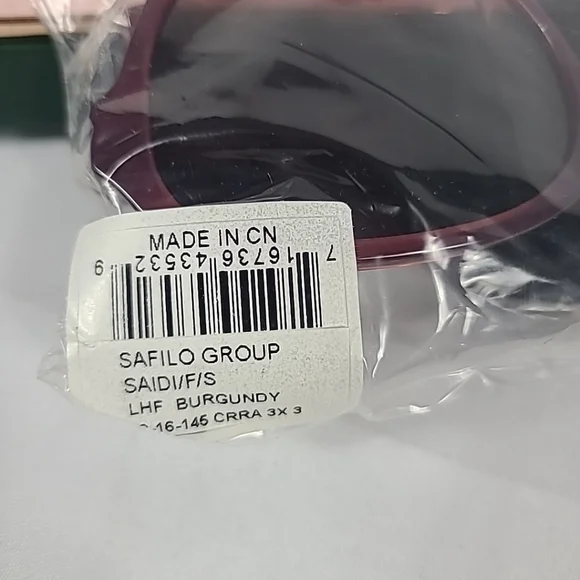 MADE IN CN
7 16736 43532 9
SAFILO GROUP
SAIDI/F/S
LHF BURGUNDY
-16-145 CRRA 3X 3